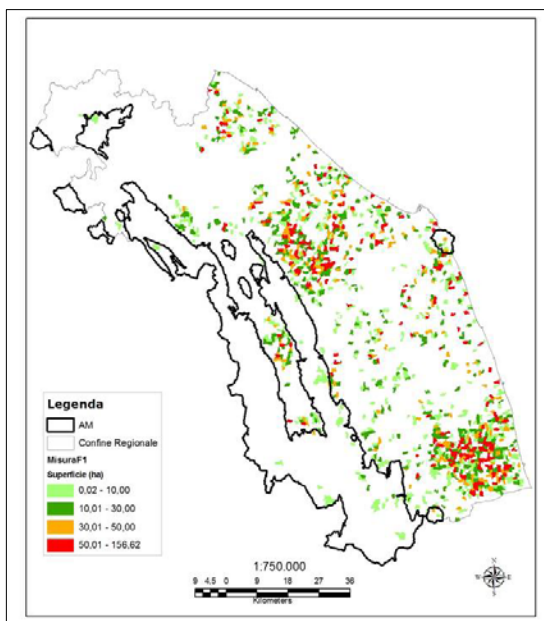 Legenda
AM
Confine Regionale
MisuraF1
Superficie (ha)
0,02 - 10,00
10,01 - 30,00
30,01 - 50,00
50,01 - 156,62
1:750.000
9 4,5 0 9 18 27 36
Kilometers
N
W E
S